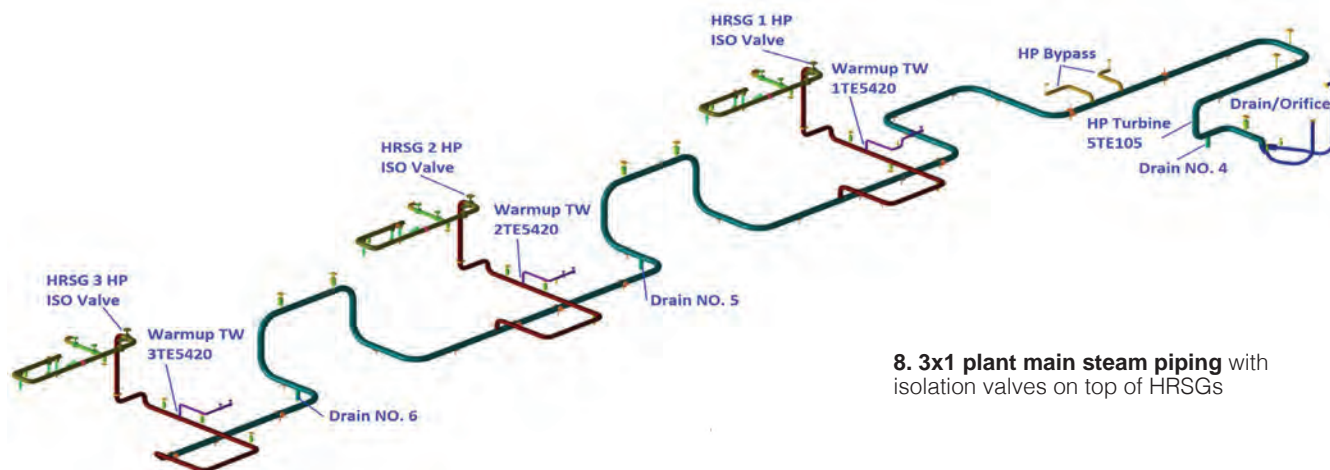 HRSG 1 HP
ISO Valve
Warmup TW
1TE5420
HP Bypass
Drain/Orifice
HP Turbine
5TE105
Drain NO. 4
HRSG 2 HP
ISO Valve
Warmup TW
2TE5420
Drain NO. 5
HRSG 3 HP
ISO Valve
Warmup TW
3TE5420
Drain NO. 6
8. 3x1 plant main steam piping with
isolation valves on top of HRSGs